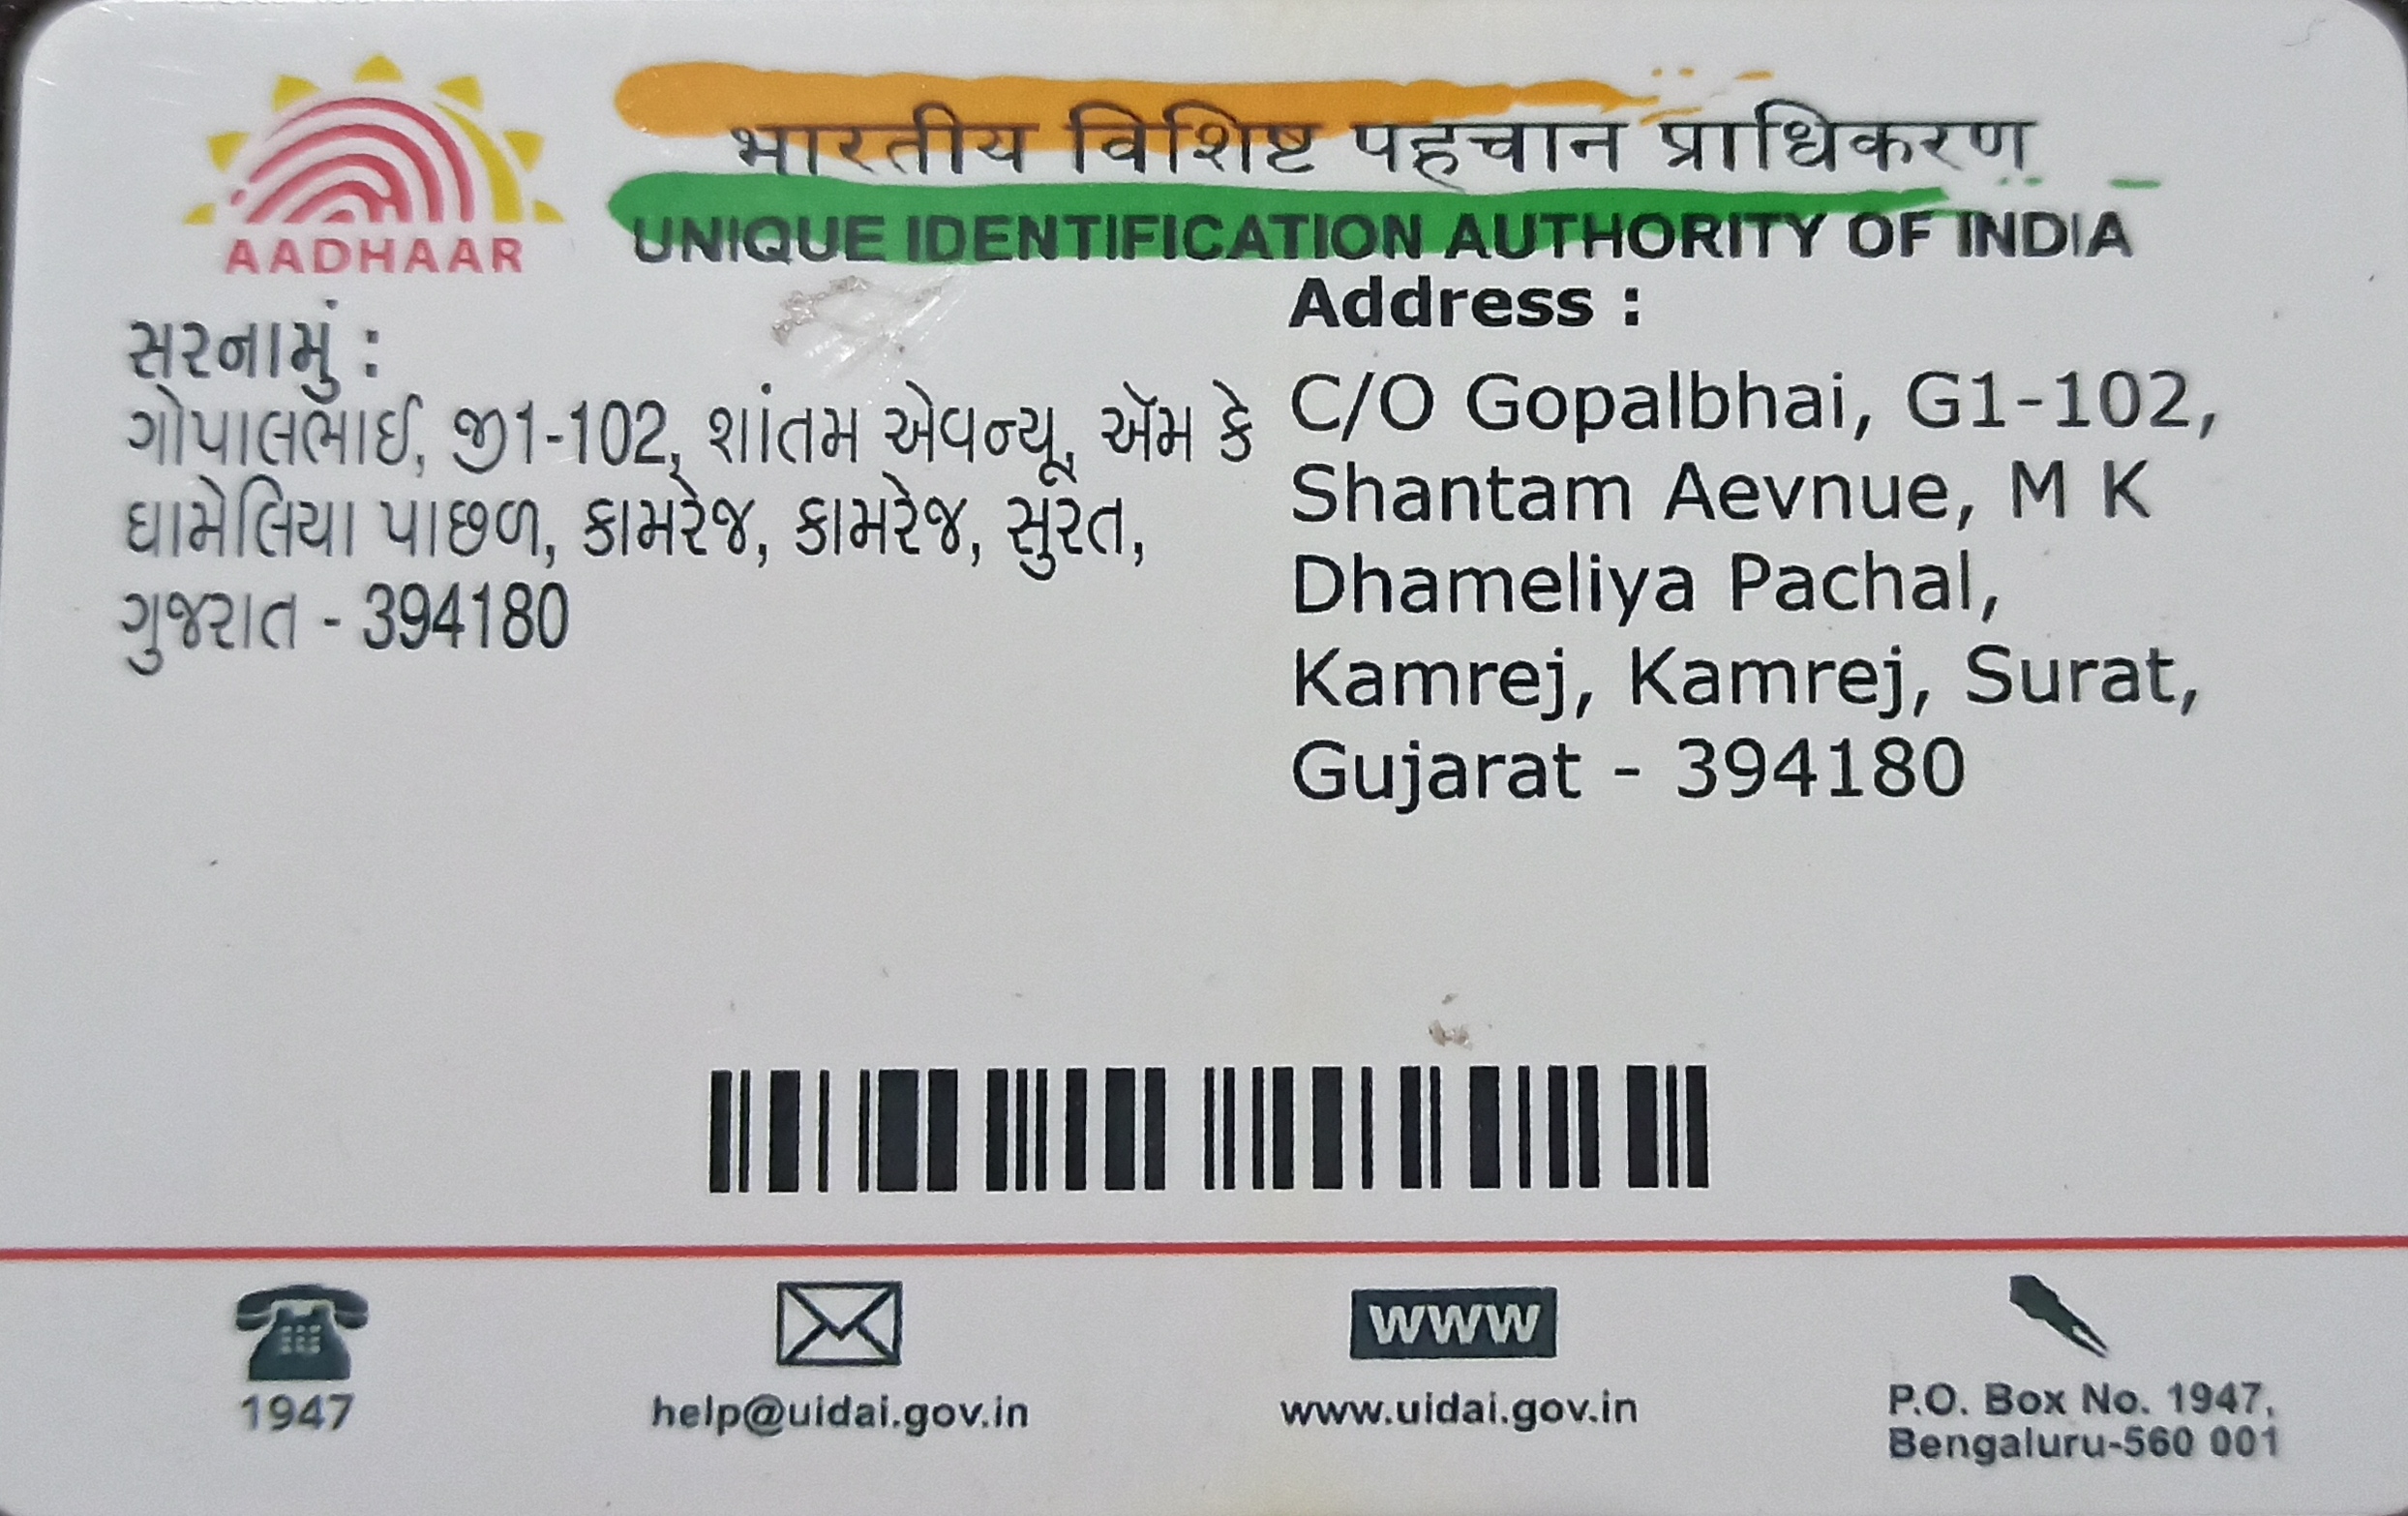 भारतीय विशिष्ट पहचान प्राधिकरण
AADHAAR
UNIQUE IDENTIFICATION AUTHORITY OF INDIA
સરનામું :
ગોપાલભાઈ, જી1-102, શાંતમ એવન્યૂ, ઍમ કે
ઘામેલિયા પાછળ, કામરેજ, કામરેજ, સુરત,
ગુજરાત - 394180
Address :
C/O Gopalbhai, G1-102,
Shantam Aevnue, M K
Dhameliya Pachal,
Kamrej, Kamrej, Surat,
Gujarat - 394180
1947
help@uidai.gov.in
www
www.uidai.gov.in
P.O. Box No. 1947,
Bengaluru-560 001